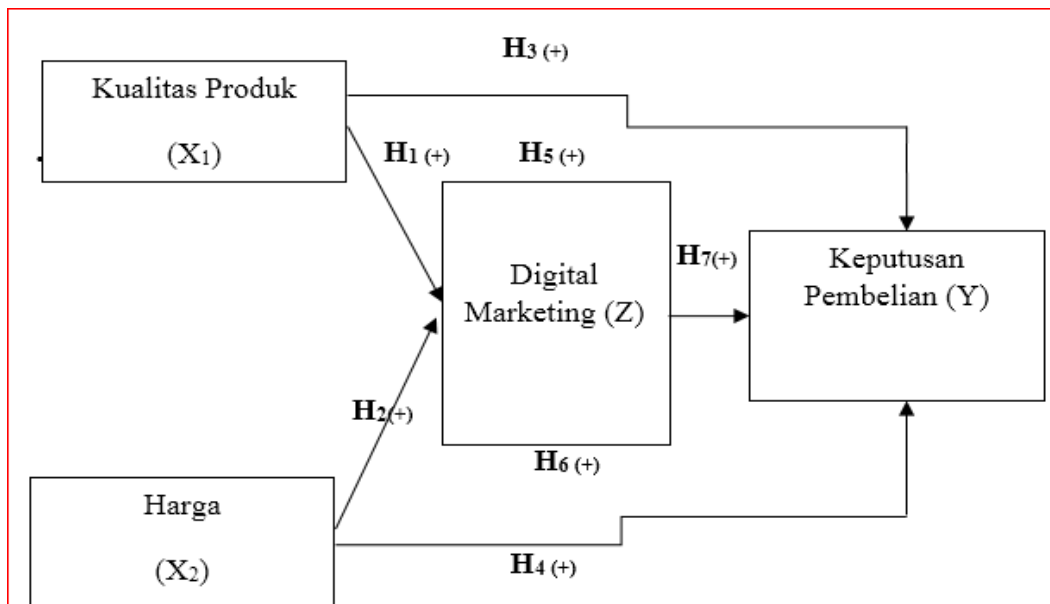 H3 (+)
Kualitas Produk
(X1)
H1 (+)
H5 (+)
Digital
Marketing (Z)
H7(+)
Keputusan
Pembelian (Y)
H2(+)
H6 (+)
Harga
(X2)
H4 (+)